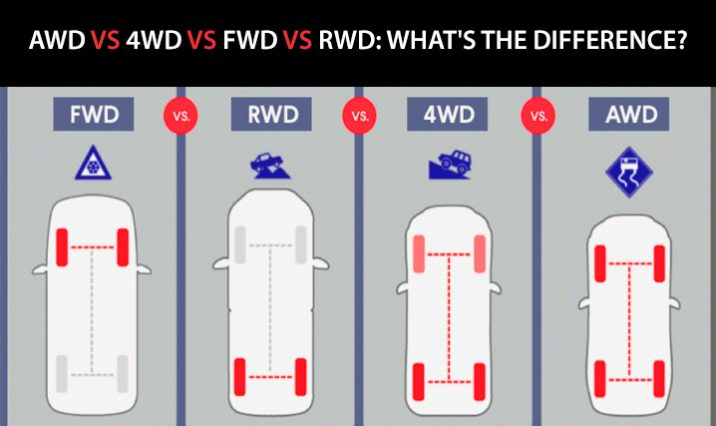 AWD VS 4WD VS FWD VS RWD: WHAT'S THE DIFFERENCE?
FWD vs. RWD vs. 4WD vs. AWD